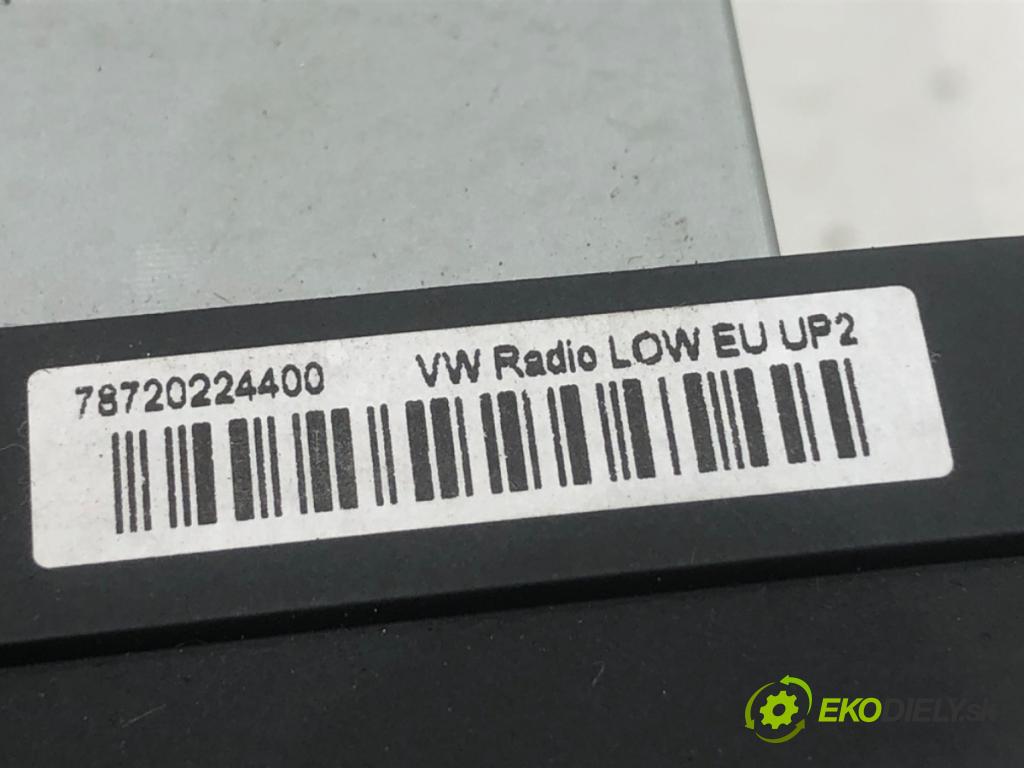 78720224400 VW Radio LOW EU UP2
EKODIELY.sk